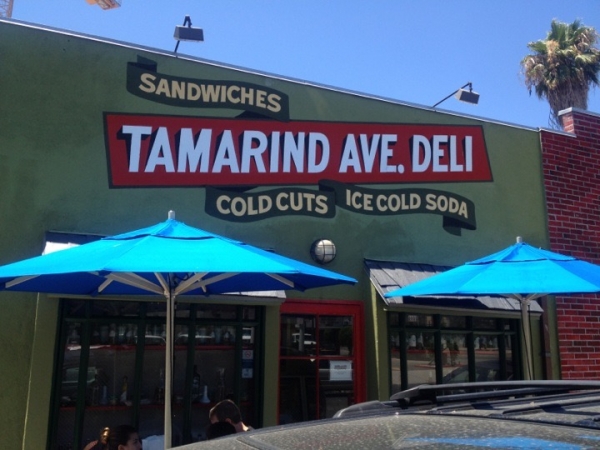 SANDWICHES
TAMARIND AVE. DELI
COLD CUTS ICE COLD SODA